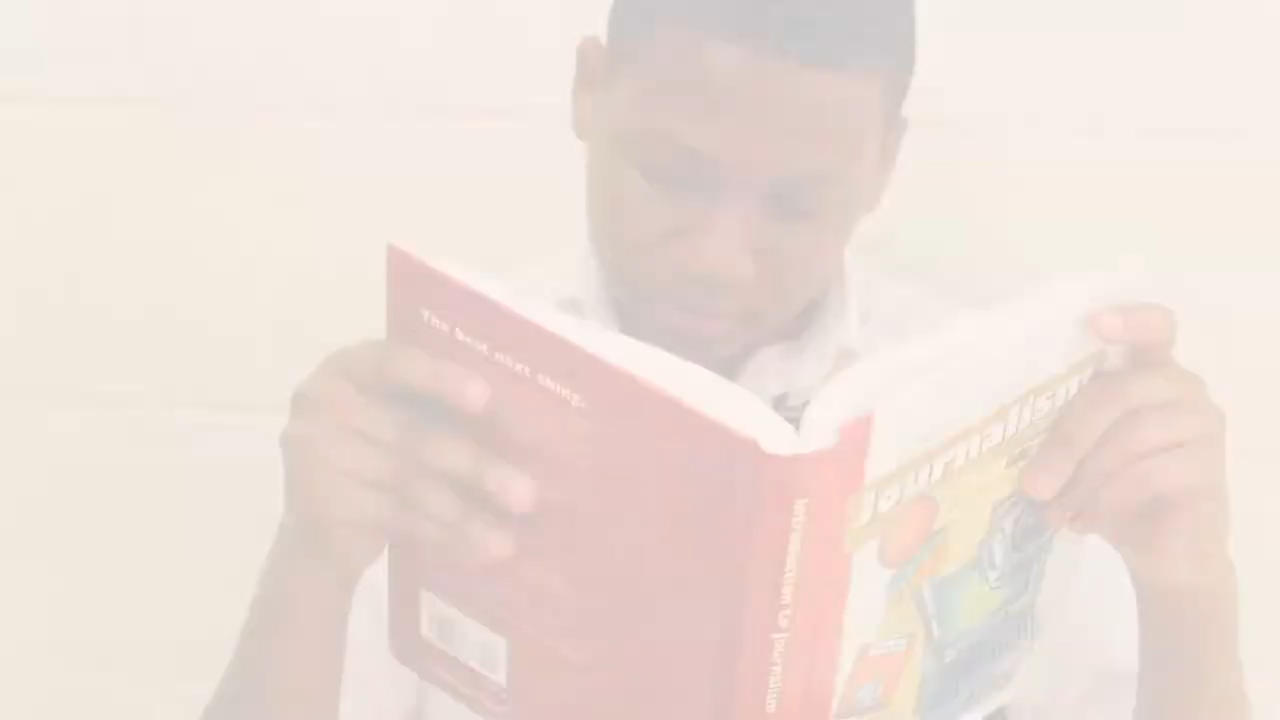 The best next thing.
Introduction to Journalism
Journalism